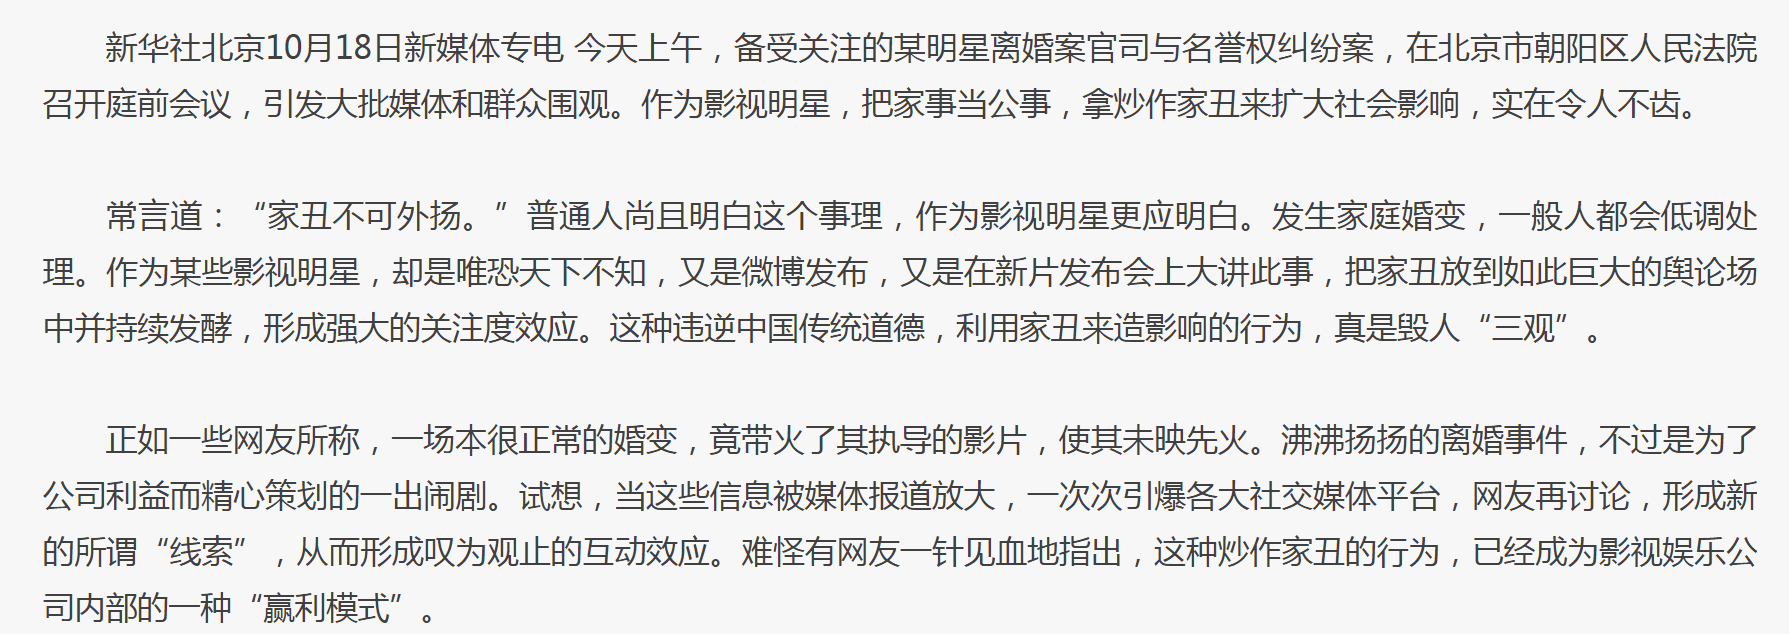 新华社北京10月18日新媒体专电 今天上午，备受关注的某明星离婚案官司与名誉权纠纷案，在北京市朝阳区人民法院
召开庭前会议，引发大批媒体和群众围观。作为影视明星，把家事当公事，拿炒作家丑来扩大社会影响，实在令人不齿。
常言道：“家丑不可外扬。”普通人尚且明白这个事理，作为影视明星更应明白。发生家庭婚变，一般人都会低调处
理。作为某些影视明星，却是唯恐天下不知，又是微博发布，又是在新片发布会上大讲此事，把家丑放到如此巨大的舆论场
中并持续发酵，形成强大的关注度效应。这种违逆中国传统道德，利用家丑来造影响的行为，真是毁人“三观”。
正如一些网友所称，一场本很正常的婚变，竟带火了其执导的影片，使其未映先火。沸沸扬扬的离婚事件，不过是为了
公司利益而精心策划的一出闹剧。试想，当这些信息被媒体报道放大，一次次引爆各大社交媒体平台，网友再讨论，形成新
的所谓“线索”，从而形成叹为观止的互动效应。难怪有网友一针见血地指出，这种炒作家丑的行为，已经成为影视娱乐公
司内部的一种“赢利模式”。